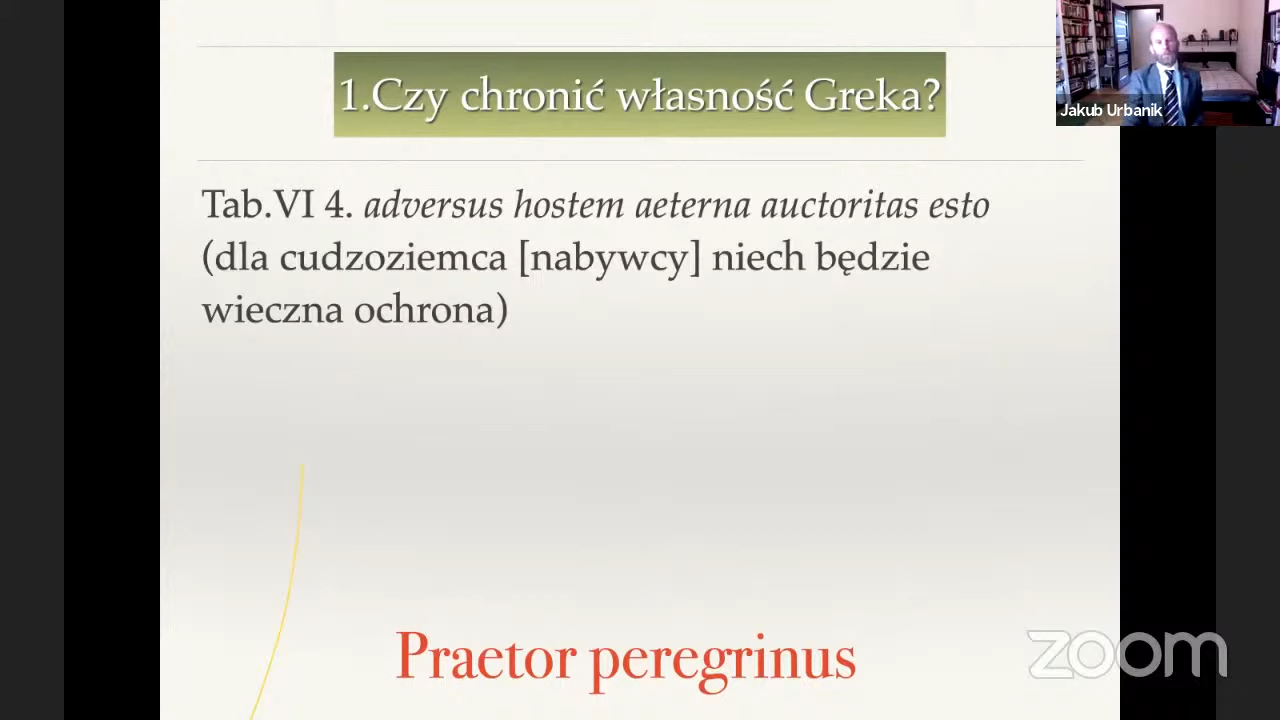 1.Czy chronić własność Greka?
Jakub Urbanik
Tab.VI 4. adversus hostem aeterna auctoritas esto
(dla cudzoziemca [nabywcy] niech będzie
wieczna ochrona)
Praetor peregrinus
zoom